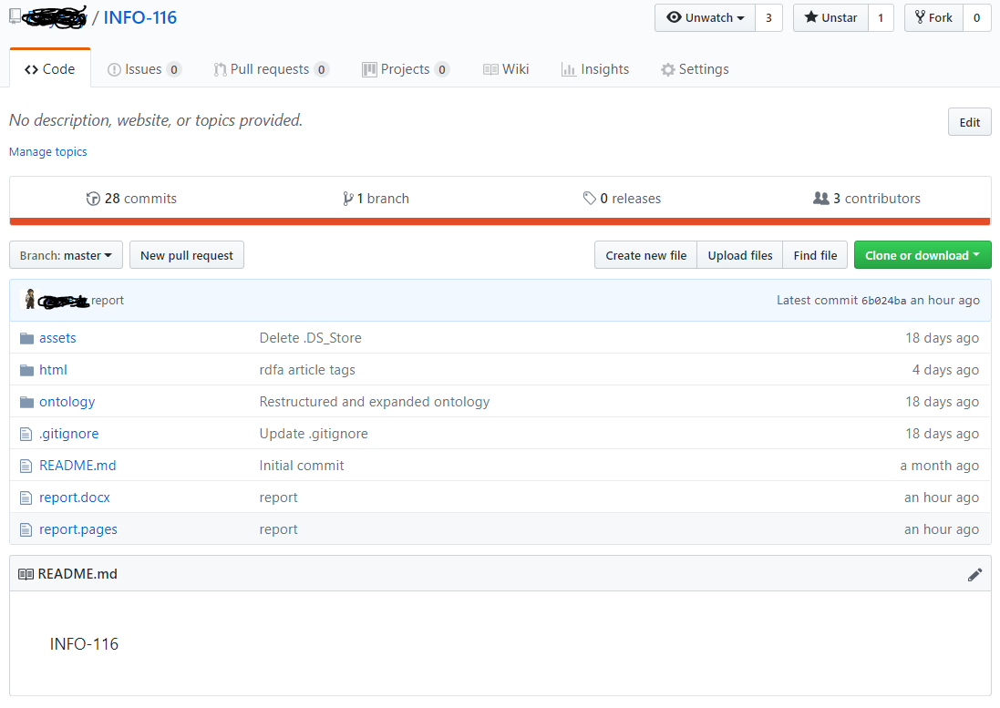 / INFO-116 Unwatch 3 Unstar 1 Fork 0
Code Issues 0 Pull requests 0 Projects 0 Wiki Insights Settings
No description, website, or topics provided. Edit
Manage topics
28 commits 1 branch 0 releases 3 contributors
Branch: master New pull request Create new file Upload files Find file Clone or download
report Latest commit 6b024ba an hour ago
assets Delete .DS_Store 18 days ago
html rdfa article tags 4 days ago
ontology Restructured and expanded ontology 18 days ago
.gitignore Update .gitignore 18 days ago
README.md Initial commit a month ago
report.docx report an hour ago
report.pages report an hour ago
README.md
INFO-116